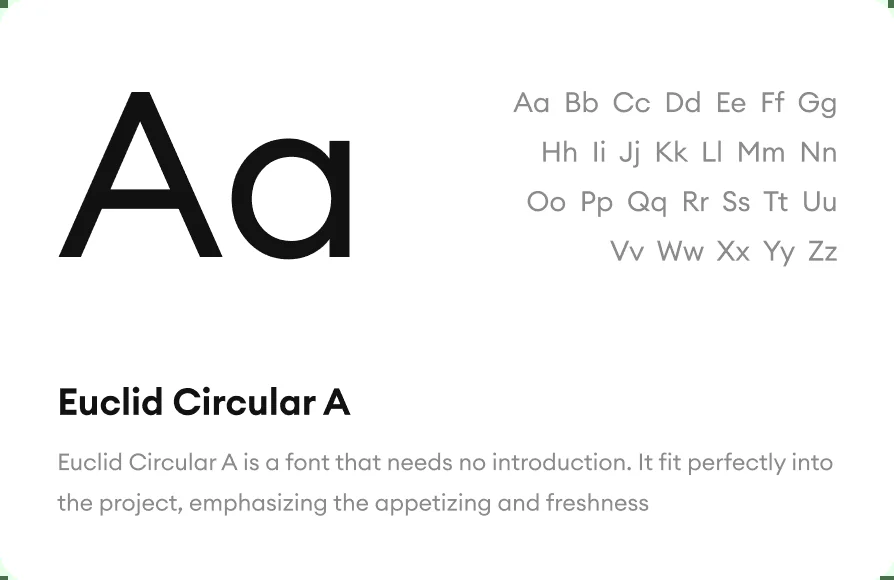 Aa
Aa Bb Cc Dd Ee Ff Gg
Hh Ii Jj Kk Ll Mm Nn
Oo Pp Qq Rr Ss Tt Uu
Vv Ww Xx Yy Zz
Euclid Circular A
Euclid Circular A is a font that needs no introduction. It fit perfectly into
the project, emphasizing the appetizing and freshness